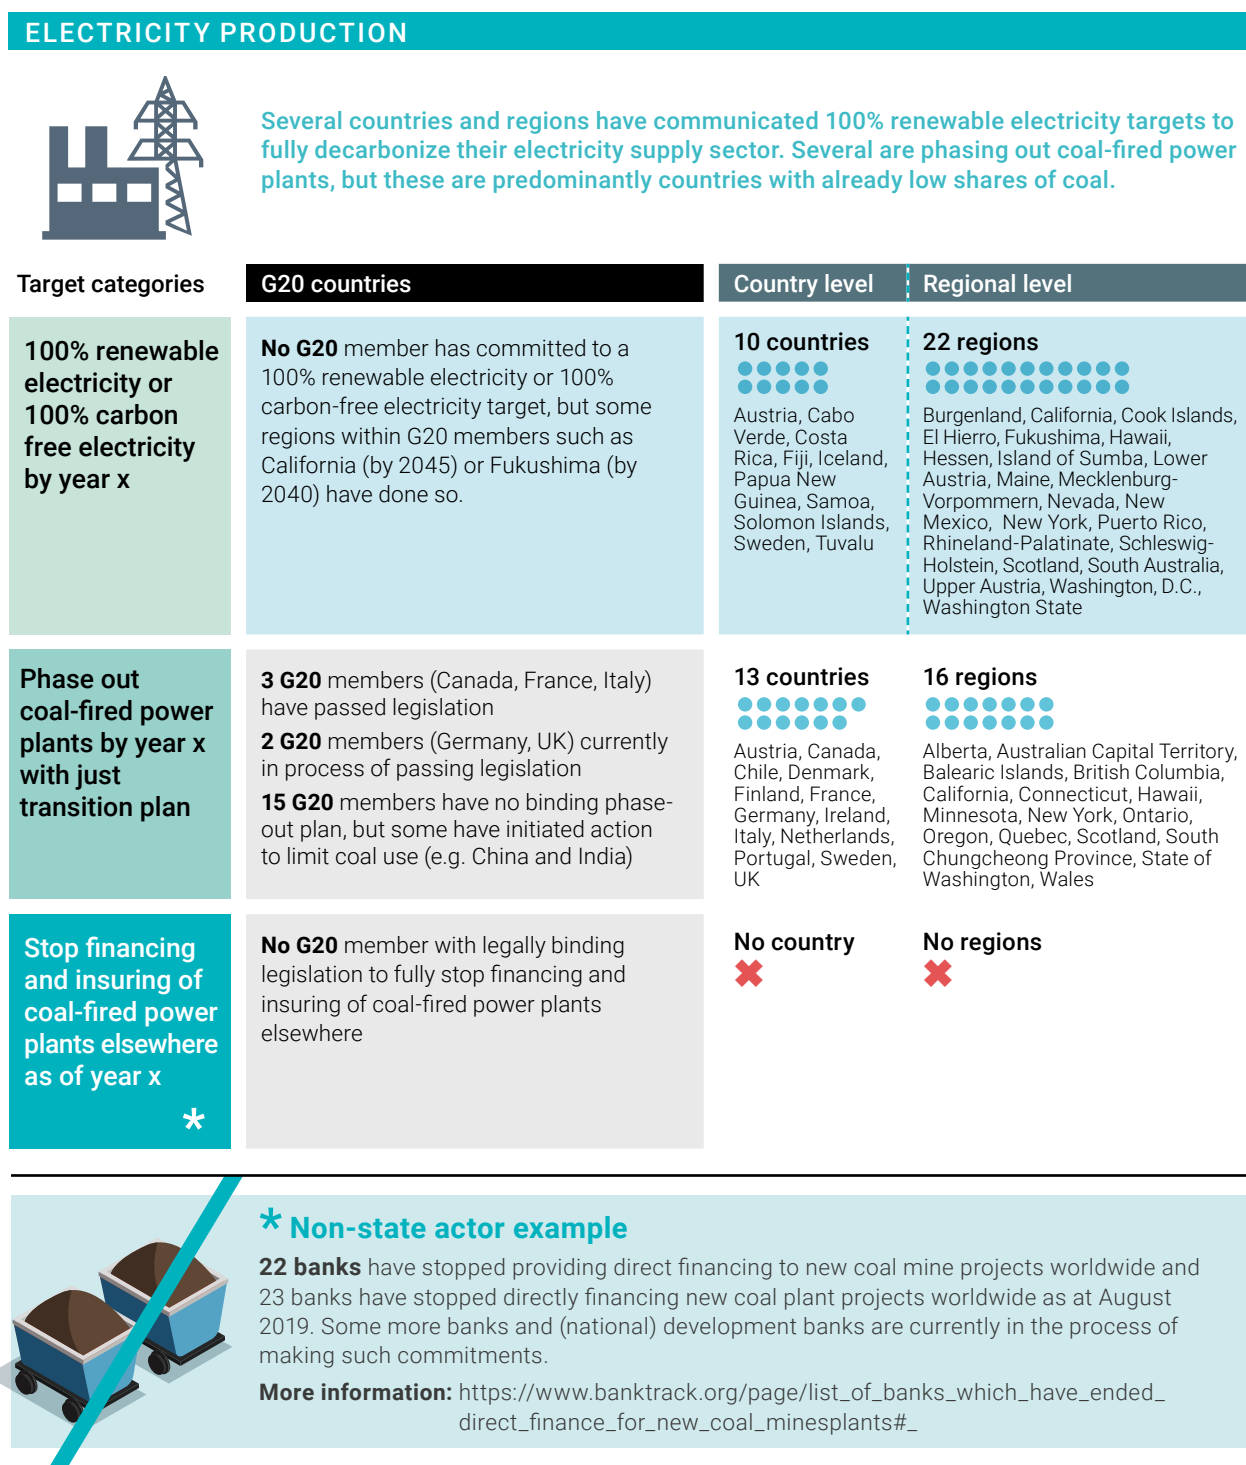 ELECTRICITY PRODUCTION
Several countries and regions have communicated 100% renewable electricity targets to
fully decarbonize their electricity supply sector. Several are phasing out coal-fired power
plants, but these are predominantly countries with already low shares of coal.
Target categories
G20 countries
Country level
Regional level
100% renewable
electricity or
100% carbon
free electricity
by year x
No G20 member has committed to a
100% renewable electricity or 100%
carbon-free electricity target, but some
regions within G20 members such as
California (by 2045) or Fukushima (by
2040) have done so.
10 countries
Austria, Cabo
Verde, Costa
Rica, Fiji, Iceland,
Papua New
Guinea, Samoa,
Solomon Islands,
Sweden, Tuvalu
22 regions
Burgenland, California, Cook Islands,
El Hierro, Fukushima, Hawaii,
Hessen, Island of Sumba, Lower
Austria, Maine, Mecklenburg-
Vorpommern, Nevada, New
Mexico, New York, Puerto Rico,
Rhineland-Palatinate, Schleswig-
Holstein, Scotland, South Australia,
Upper Austria, Washington, D.C.,
Washington State
Phase out
coal-fired power
plants by year x
with just
transition plan
3 G20 members (Canada, France, Italy)
have passed legislation
2 G20 members (Germany, UK) currently
in process of passing legislation
15 G20 members have no binding phase-
out plan, but some have initiated action
to limit coal use (e.g. China and India)
13 countries
Austria, Canada,
Chile, Denmark,
Finland, France,
Germany, Ireland,
Italy, Netherlands,
Portugal, Sweden,
UK
16 regions
Alberta, Australian Capital Territory,
Balearic Islands, British Columbia,
California, Connecticut, Hawaii,
Minnesota, New York, Ontario,
Oregon, Quebec, Scotland, South
Chungcheong Province, State of
Washington, Wales
Stop financing
and insuring of
coal-fired power
plants elsewhere
as of year x
*
No G20 member with legally binding
legislation to fully stop financing and
insuring of coal-fired power plants
elsewhere
No country
No regions
* Non-state actor example
22 banks have stopped providing direct financing to new coal mine projects worldwide and
23 banks have stopped directly financing new coal plant projects worldwide as at August
2019. Some more banks and (national) development banks are currently in the process of
making such commitments.
More information: https://www.banktrack.org/page/list_of_banks_which_have_ended_
direct_finance_for_new_coal_minesplants#_